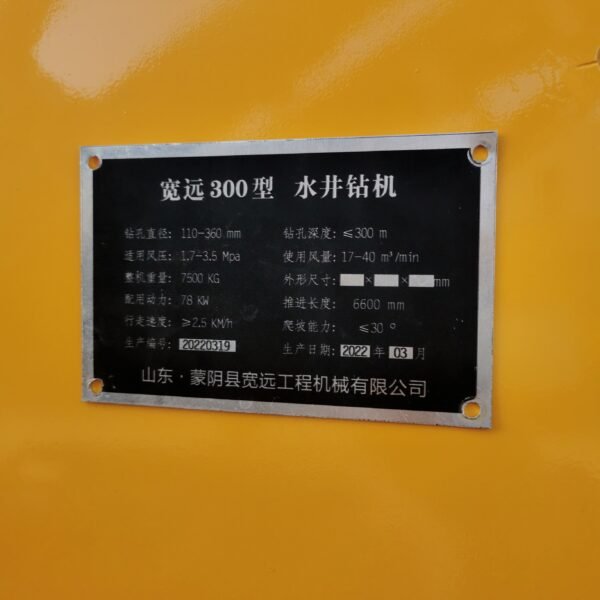 宽远300型 水井钻机
钻孔直径: 110-360 mm 钻孔深度: ≤300 m
适用风压: 1.7-3.5 Mpa 使用风量: 17-40 m³/min
整机重量: 7500 KG 外形尺寸: × × mm
配用动力: 78 KW 推进长度: 6600 mm
行走速度: ≥2.5 KM/h 爬坡能力: ≤30 °
生产编号: 20220319 生产日期: 2022 年 03 月
山东·蒙阴县宽远工程机械有限公司